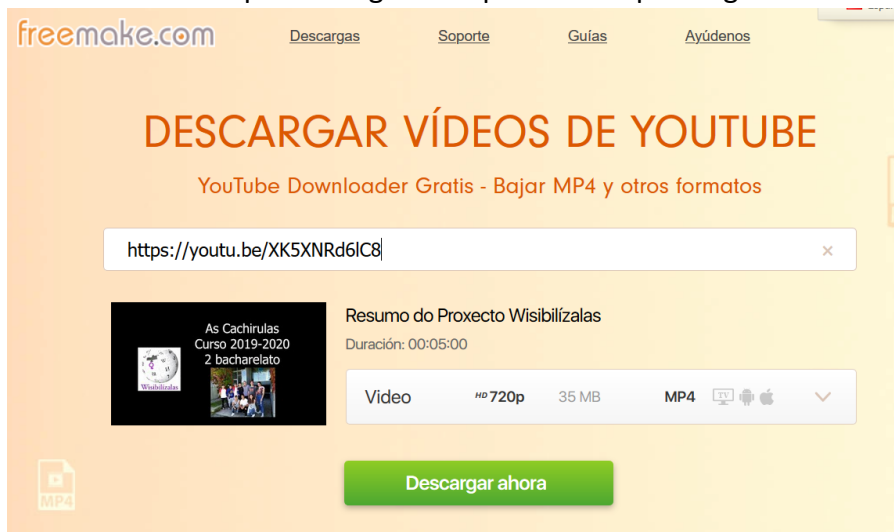 freemake.com
Descargas Soporte Guías Ayúdenos
DESCARGAR VÍDEOS DE YOUTUBE
YouTube Downloader Gratis - Bajar MP4 y otros formatos
https://youtu.be/XK5XNRd6lC8
As Cachirulas
Curso 2019-2020
2 bacharelato
Wisibilízalas
Resumo do Proxecto Wisibilízalas
Duración: 00:05:00
Video HD 720p 35 MB MP4 TV
Descargar ahora
MP4